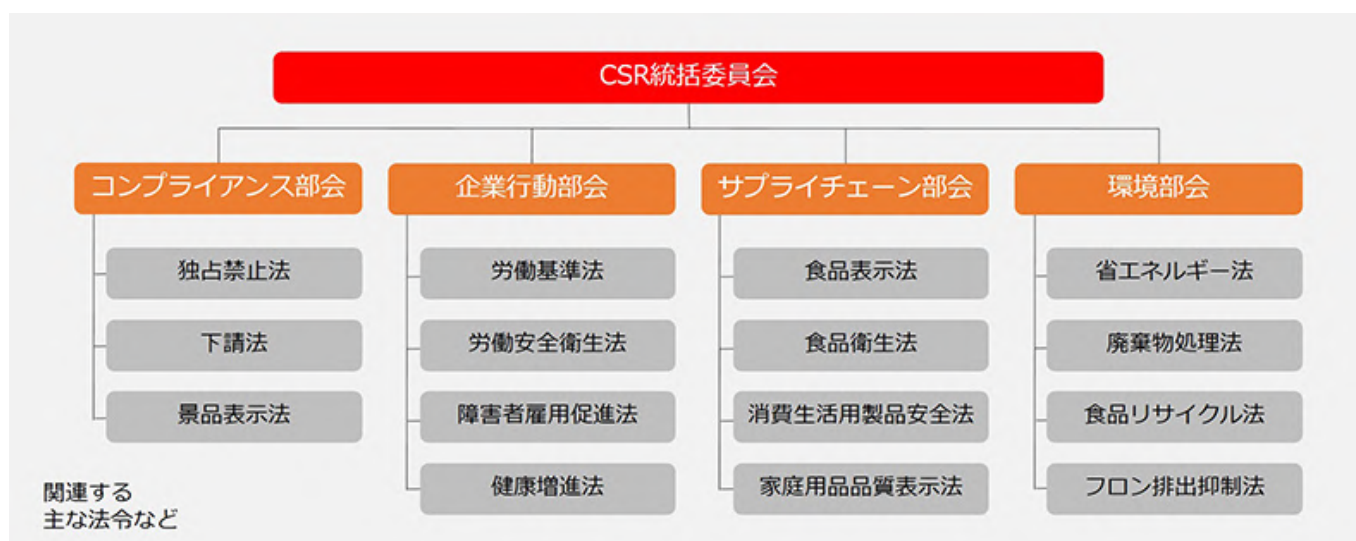 CSR統括委員会
コンプライアンス部会
企業行動部会
サプライチェーン部会
環境部会
独占禁止法
労働基準法
食品表示法
省エネルギー法
下請法
労働安全衛生法
食品衛生法
廃棄物処理法
景品表示法
障害者雇用促進法
消費生活用製品安全法
食品リサイクル法
健康増進法
家庭用品品質表示法
フロン排出抑制法
関連する
主な法令など